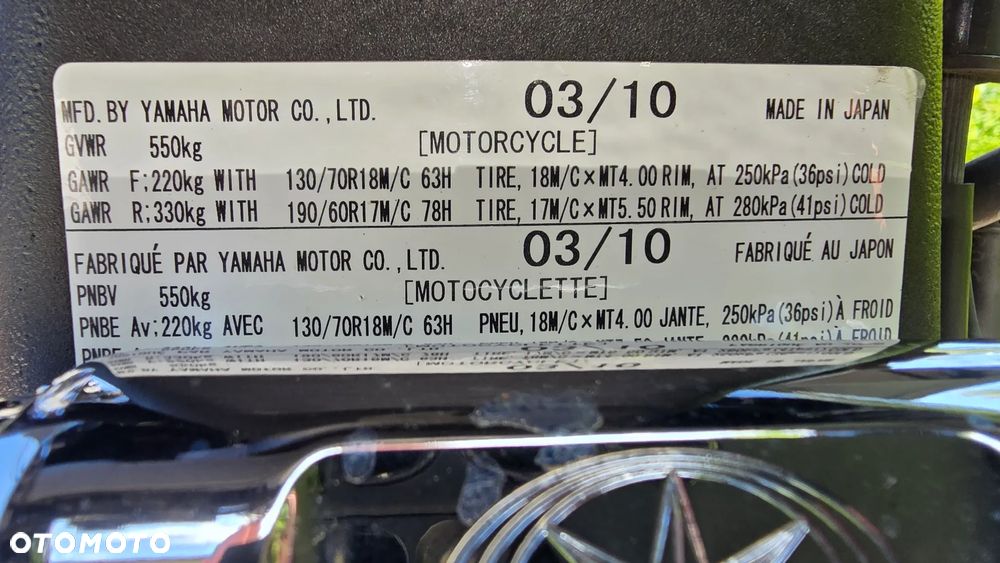 MFD. BY YAMAHA MOTOR CO.,LTD. 03/10 MADE IN JAPAN
GVWR 550kg [MOTORCYCLE]
GAWR F;220kg WITH 130/70R18M/C 63H TIRE, 18M/C×MT4.00 RIM, AT 250kPa(36psi)COLD
GAWR R;330kg WITH 190/60R17M/C 78H TIRE, 17M/C×MT5.50 RIM, AT 280kPa(41psi)COLD
FABRIQUÉ PAR YAMAHA MOTOR CO.,LTD. 03/10 FABRIQUÉ AU JAPON
PNBV 550kg [MOTOCYCLETTE]
PNBE Av;220kg AVEC 130/70R18M/C 63H PNEU, 18M/C×MT4.00 JANTE, 250kPa(36psi)À FROID
PNBE
OTOMOTO